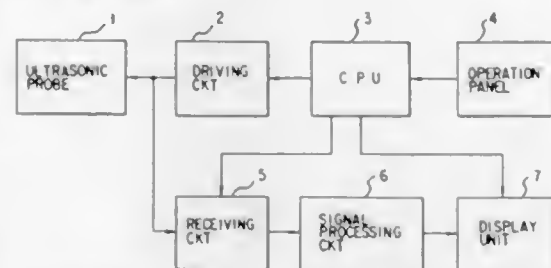 1
2
3
4
ULTRASONIC
PROBE
DRIVING
CKT
C P U
OPERATION
PANEL
5
6
7
RECEIVING
CKT
SIGNAL
PROCESSING
CKT
DISPLAY
UNIT